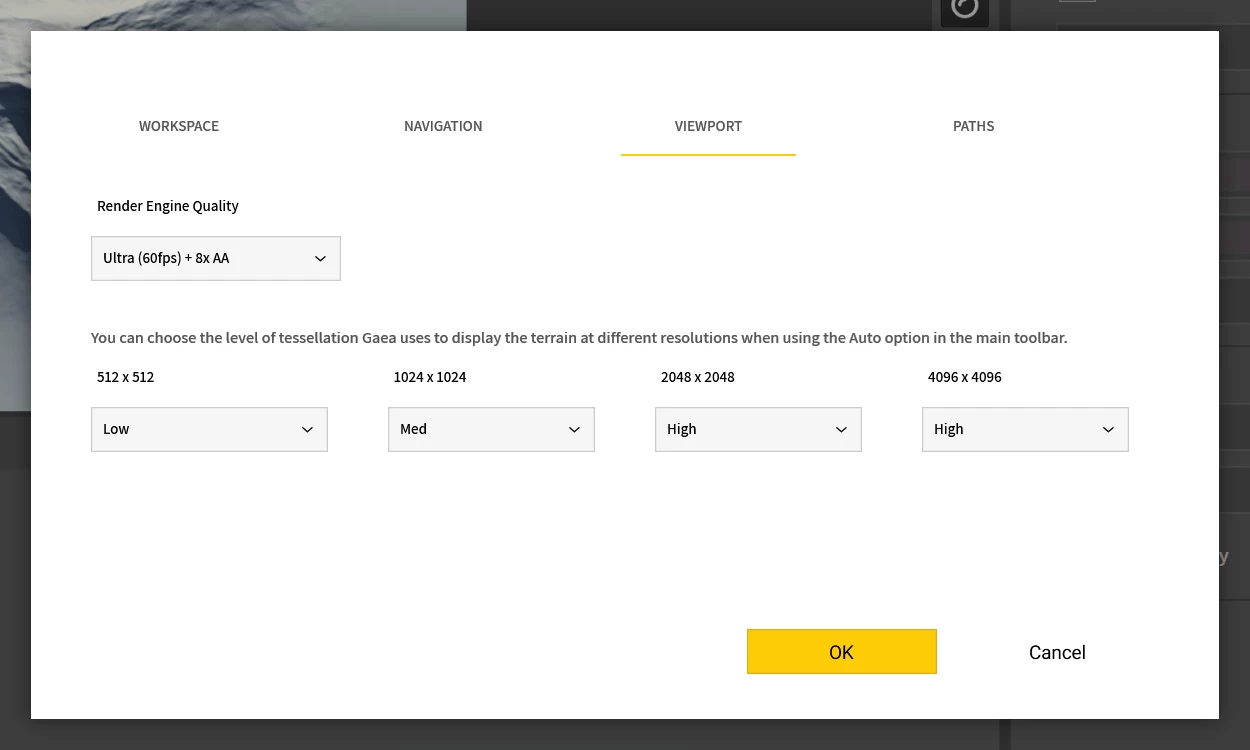 WORKSPACE NAVIGATION VIEWPORT PATHS
Render Engine Quality
Ultra (60fps) + 8x AA
You can choose the level of tessellation Gaea uses to display the terrain at different resolutions when using the Auto option in the main toolbar.
512 x 512 1024 x 1024 2048 x 2048 4096 x 4096
Low Med High High
y
OK Cancel